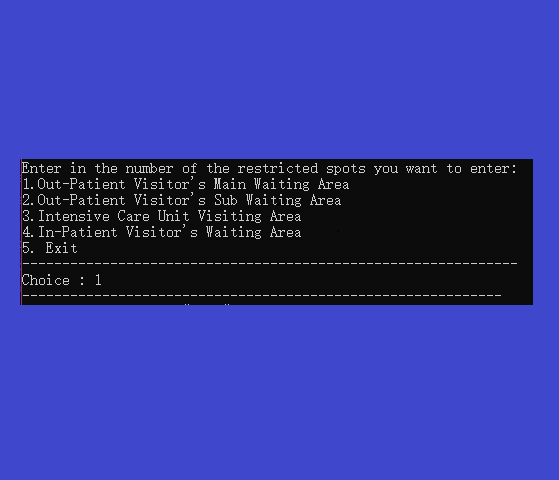 Enter in the number of the restricted spots you want to enter:
1.Out-Patient Visitor's Main Waiting Area
2.Out-Patient Visitor's Sub Waiting Area
3.Intensive Care Unit Visiting Area
4.In-Patient Visitor's Waiting Area
5. Exit
--------------------------------------------------------------
Choice : 1
------------------------------------------------------------